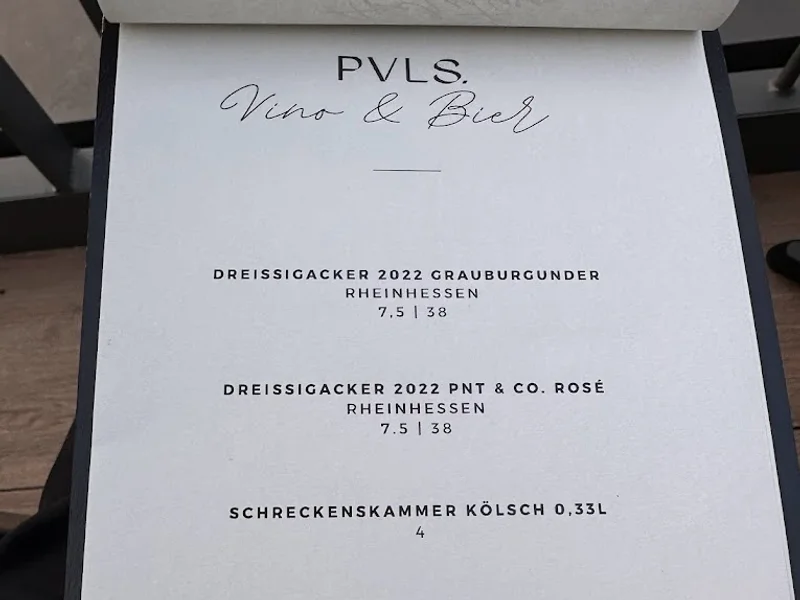 PVLS.
Vino & Bier
DREISSIGACKER 2022 GRAUBURGUNDER
RHEINHESSEN
7,5 | 38
DREISSIGACKER 2022 PNT & CO. ROSÉ
RHEINHESSEN
7.5 | 38
SCHRECKENSKAMMER KÖLSCH 0,33L
4